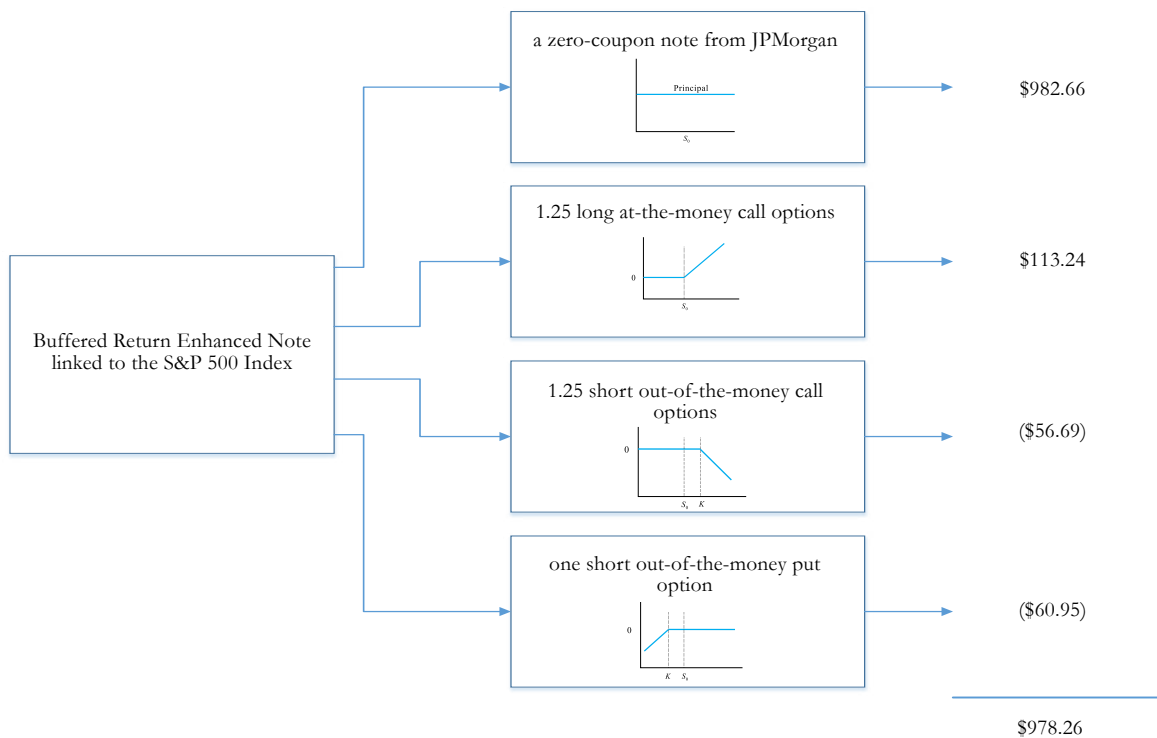 a zero-coupon note from JPMorgan
Principal
S₀
$982.66
1.25 long at-the-money call options
0
S₀
$113.24
Buffered Return Enhanced Note
linked to the S&P 500 Index
1.25 short out-of-the-money call
options
0
S₀ K
($56.69)
one short out-of-the-money put
option
0
K S₀
($60.95)
$978.26